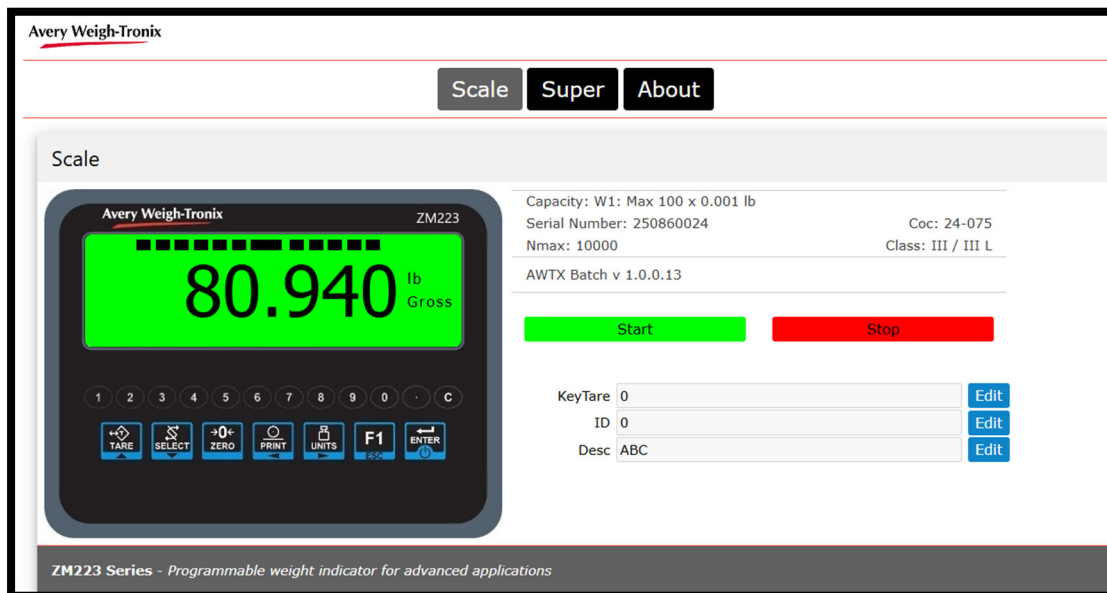 Avery Weigh-Tronix
Scale Super About
Scale
Avery Weigh-Tronix
ZM223
80.940 lb
Gross
1 2 3 4 5 6 7 8 9 0 · C
TARE SELECT →0← ZERO PRINT UNITS F1 ESC ENTER
Capacity: W1: Max 100 x 0.001 lb
Serial Number: 250860024 Coc: 24-075
Nmax: 10000 Class: III / III L
AWTX Batch v 1.0.0.13
Start Stop
KeyTare 0 Edit
ID 0 Edit
Desc ABC Edit
ZM223 Series - Programmable weight indicator for advanced applications